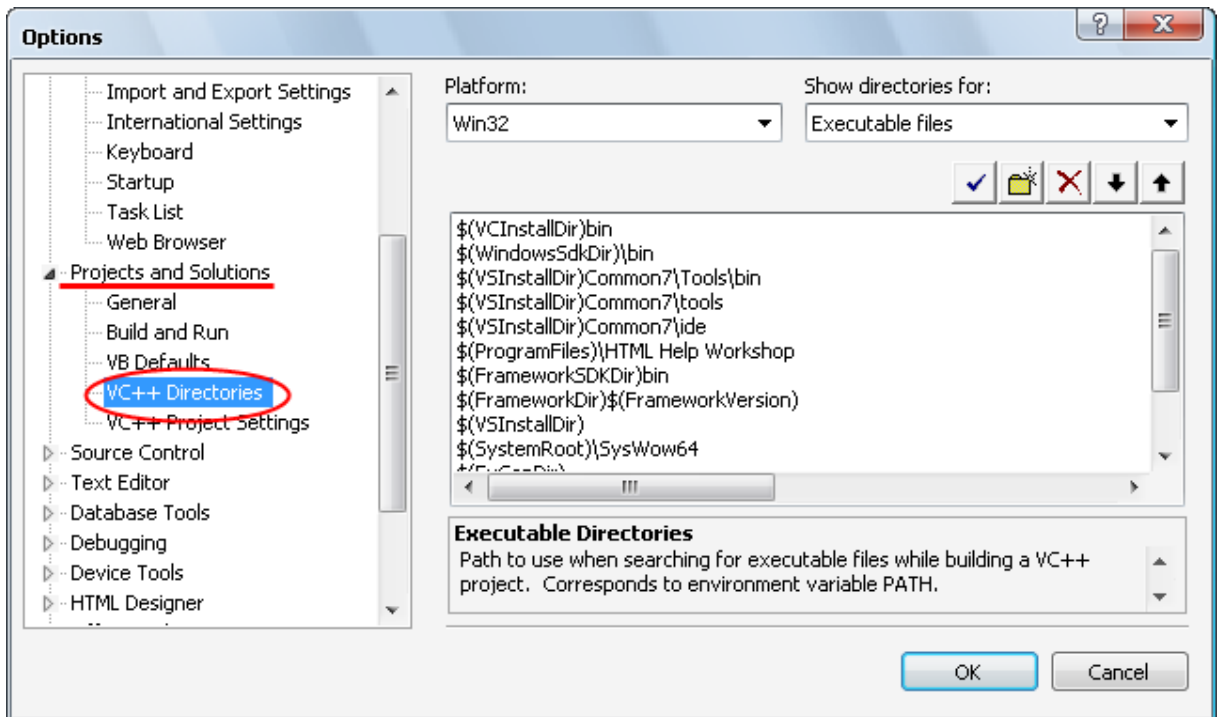 Options
Import and Export Settings
International Settings
Keyboard
Startup
Task List
Web Browser
Projects and Solutions
General
Build and Run
VB Defaults
VC++ Directories
VC++ Project Settings
Source Control
Text Editor
Database Tools
Debugging
Device Tools
HTML Designer
Platform:
Win32
Show directories for:
Executable files
$(VCInstallDir)bin
$(WindowsSdkDir)\bin
$(VSInstallDir)Common7\Tools\bin
$(VSInstallDir)Common7\tools
$(VSInstallDir)Common7\ide
$(ProgramFiles)\HTML Help Workshop
$(FrameworkSDKDir)bin
$(FrameworkDir)$(FrameworkVersion)
$(VSInstallDir)
$(SystemRoot)\SysWow64
Executable Directories
Path to use when searching for executable files while building a VC++
project.  Corresponds to environment variable PATH.
OK
Cancel